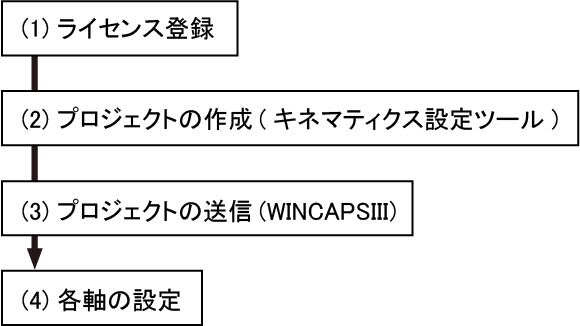 (1) ライセンス登録
(2) プロジェクトの作成 ( キネマティクス設定ツール )
(3) プロジェクトの送信 (WINCAPSIII)
(4) 各軸の設定